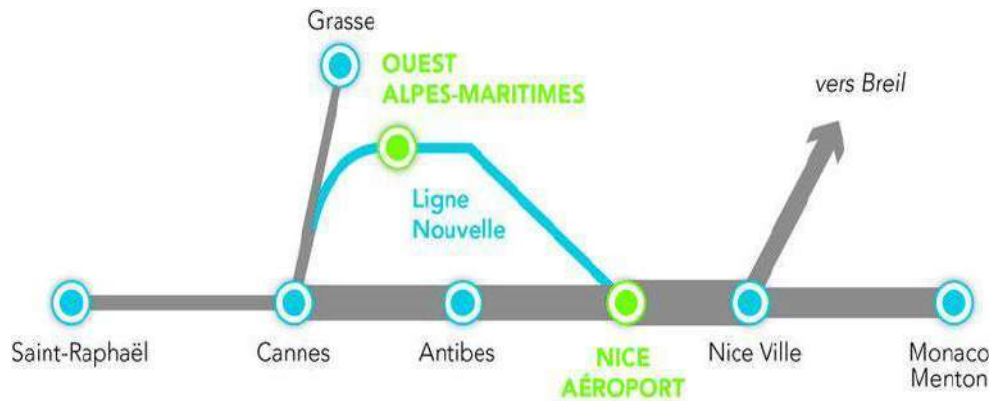 Grasse
OUEST
ALPES-MARITIMES
vers Breil
Ligne
Nouvelle
Saint-Raphaël
Cannes
Antibes
NICE
AÉROPORT
Nice Ville
Monaco
Menton